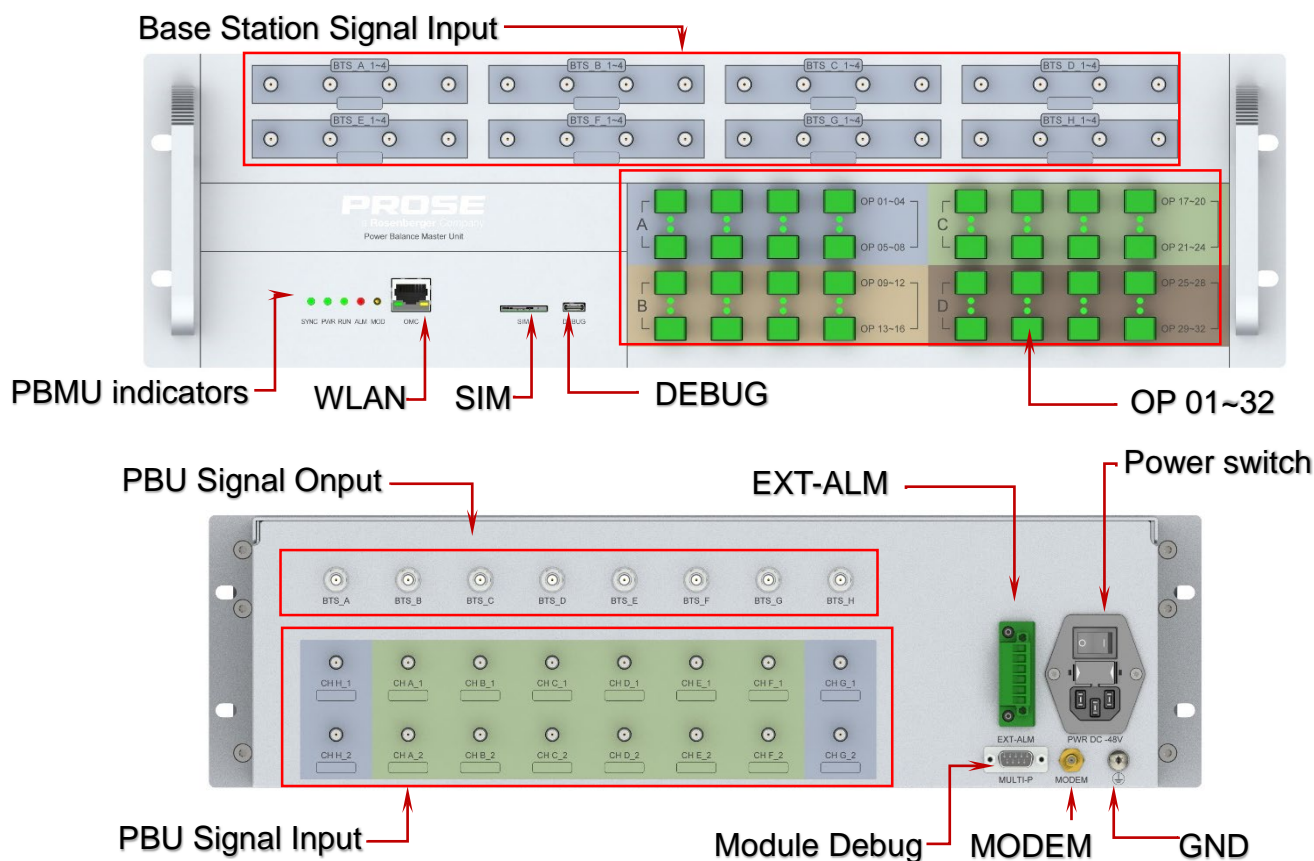 Base Station Signal Input
BTS_A_1~4
BTS_B_1~4
BTS_C_1~4
BTS_D_1~4
BTS_E_1~4
BTS_F_1~4
BTS_G_1~4
BTS_H_1~4
PROSE
a Rosenberger Company
Power Balance Master Unit
A
OP 01~04
OP 05~08
C
OP 17~20
OP 21~24
B
OP 09~12
OP 13~16
D
OP 25~28
OP 29~32
SYNC PWR RUN ALM MOD
OMC
SIM
DEBUG
PBMU indicators
WLAN
SIM
DEBUG
OP 01~32
PBU Signal Onput
EXT-ALM
Power switch
BTS_A BTS_B BTS_C BTS_D BTS_E BTS_F BTS_G BTS_H
CH H_1 CH A_1 CH B_1 CH C_1 CH D_1 CH E_1 CH F_1 CH G_1
CH H_2 CH A_2 CH B_2 CH C_2 CH D_2 CH E_2 CH F_2 CH G_2
EXT-ALM
PWR DC -48V
MULTI-P
MODEM
PBU Signal Input
Module Debug
MODEM
GND